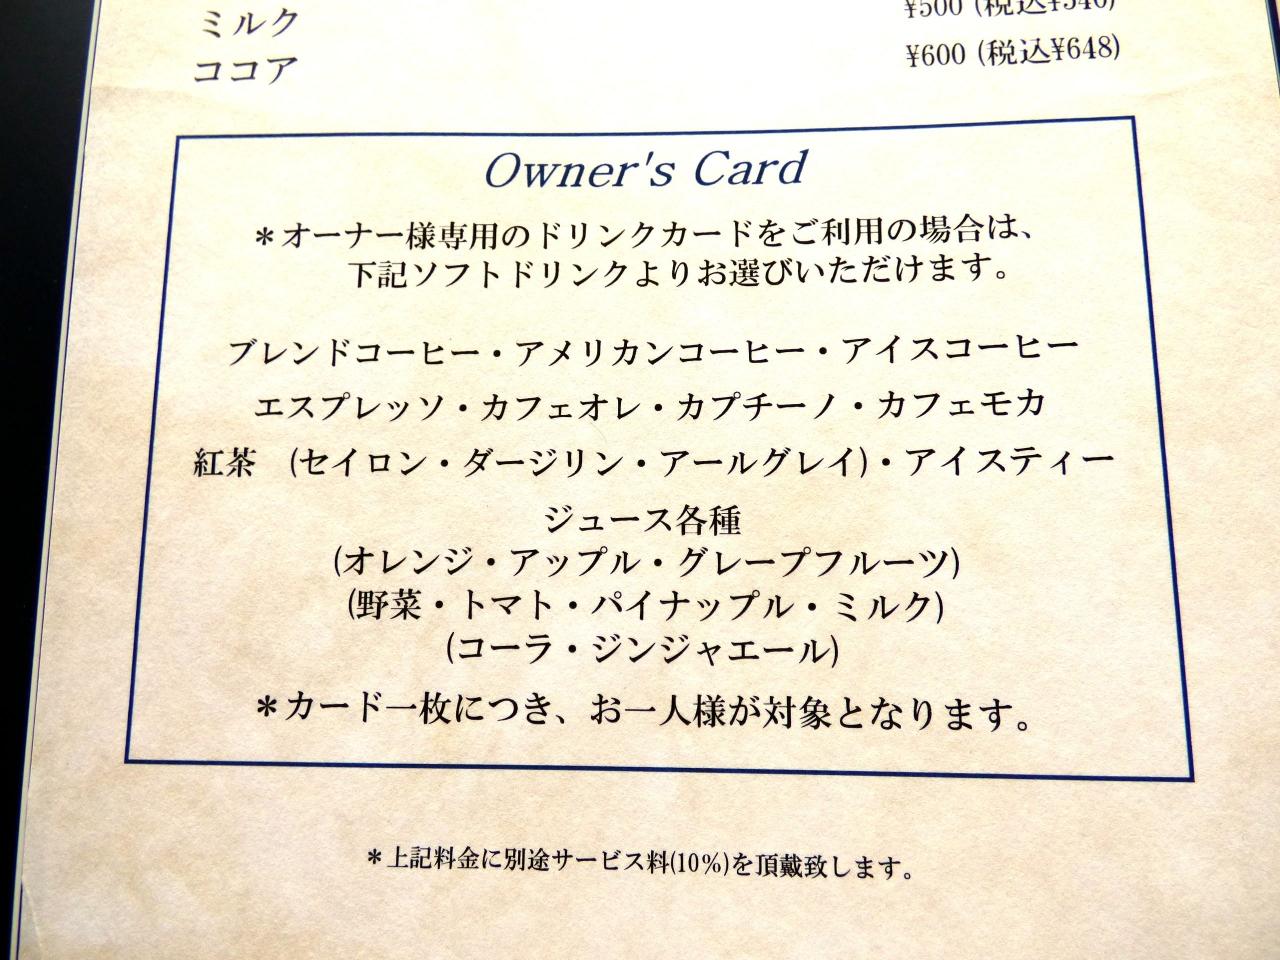 ミルク ¥500 (税込¥540)
ココア ¥600 (税込¥648)
Owner's Card
＊オーナー様専用のドリンクカードをご利用の場合は、
下記ソフトドリンクよりお選びいただけます。
ブレンドコーヒー・アメリカンコーヒー・アイスコーヒー
エスプレッソ・カフェオレ・カプチーノ・カフェモカ
紅茶　(セイロン・ダージリン・アールグレイ)・アイスティー
ジュース各種
(オレンジ・アップル・グレープフルーツ)
(野菜・トマト・パイナップル・ミルク)
(コーラ・ジンジャエール)
＊カード一枚につき、お一人様が対象となります。
＊上記料金に別途サービス料(10%)を頂戴致します。